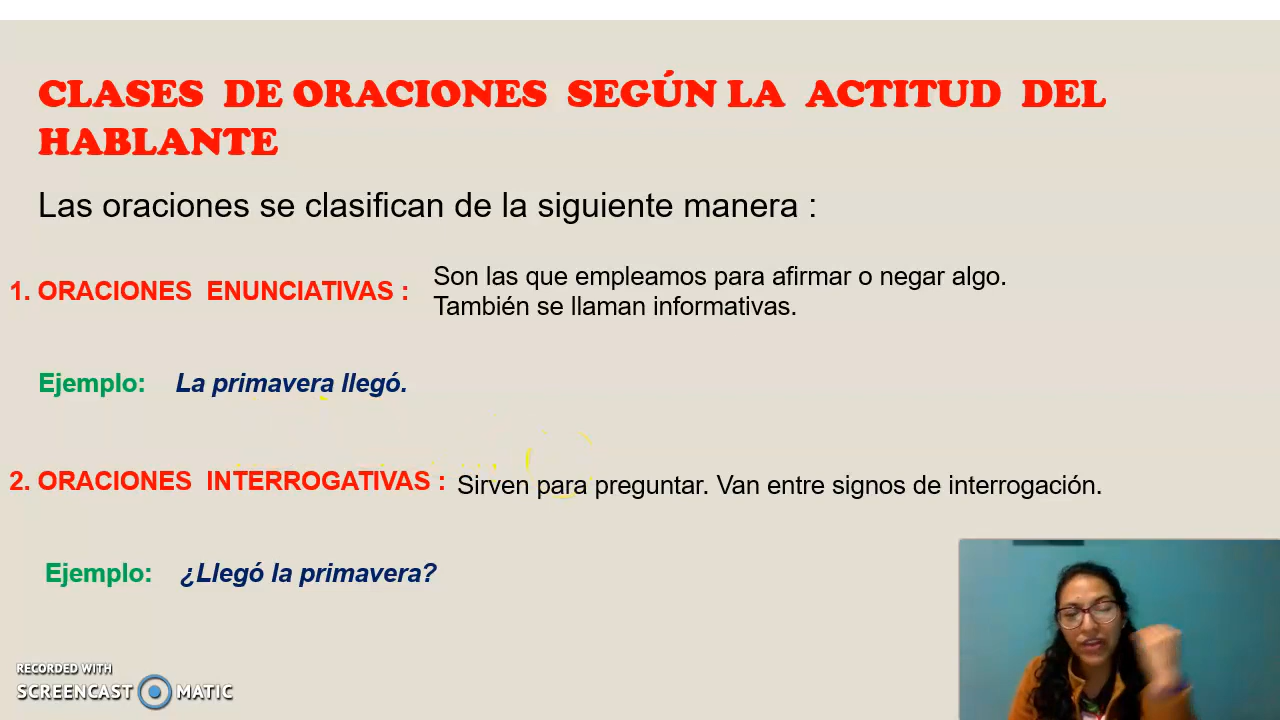 CLASES DE ORACIONES SEGÚN LA ACTITUD DEL
HABLANTE
Las oraciones se clasifican de la siguiente manera :
1. ORACIONES ENUNCIATIVAS :
Son las que empleamos para afirmar o negar algo.
También se llaman informativas.
Ejemplo: La primavera llegó.
2. ORACIONES INTERROGATIVAS : Sirven para preguntar. Van entre signos de interrogación.
Ejemplo: ¿Llegó la primavera?
RECORDED WITH
SCREENCAST MATIC